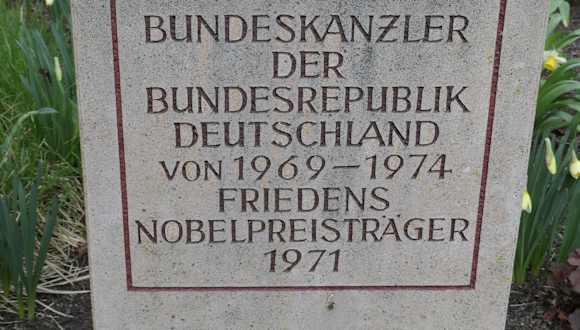 BUNDESKANZLER
DER
BUNDESREPUBLIK
DEUTSCHLAND
VON 1969–1974
FRIEDENS
NOBELPREISTRÄGER
1971